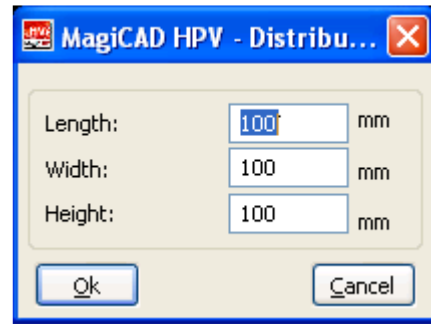 MagiCAD HPV - Distribu...
Length: 100 mm
Width: 100 mm
Height: 100 mm
Ok Cancel